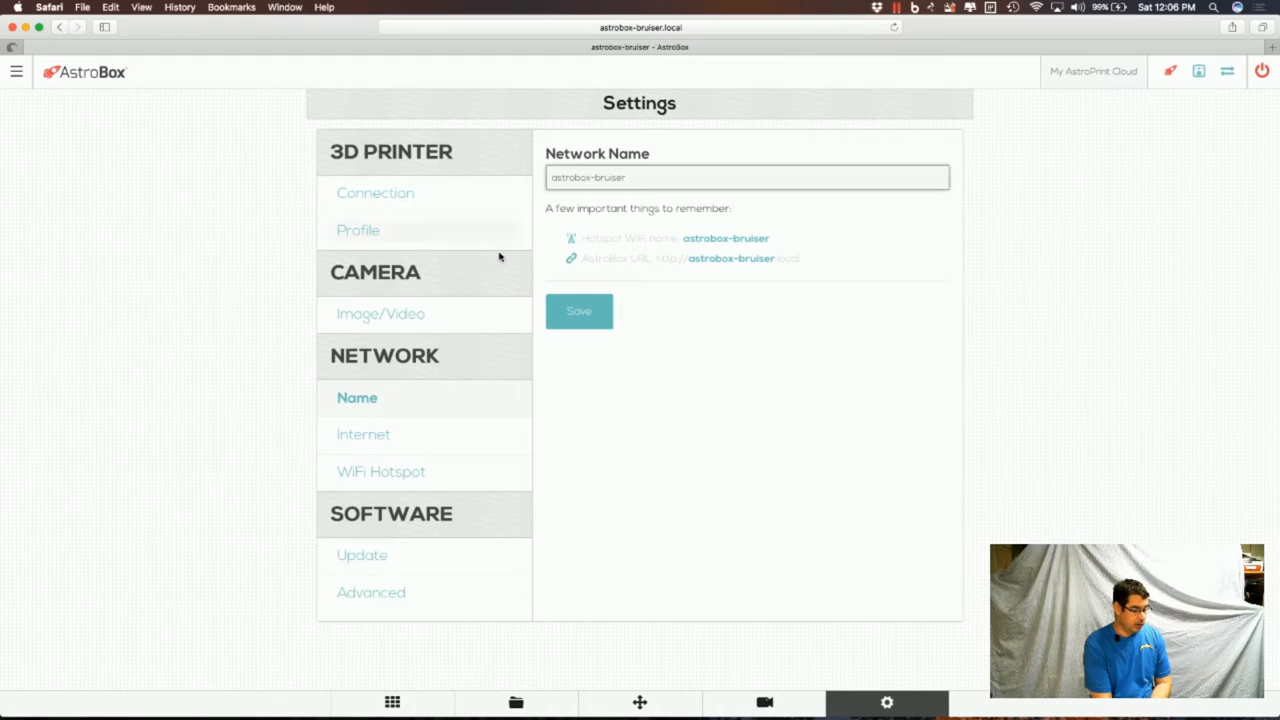 Safari File Edit View History Bookmarks Window Help
99% Sat 12:06 PM
astrobox-bruiser.local
astrobox-bruiser - AstroBox
AstroBox
My AstroPrint Cloud
Settings
3D PRINTER
Connection
Profile
CAMERA
Image/Video
NETWORK
Name
Internet
WiFi Hotspot
SOFTWARE
Update
Advanced
Network Name
astrobox-bruiser
A few important things to remember:
Hotspot WiFi name: astrobox-bruiser
AstroBox URL: http://astrobox-bruiser.local
Save